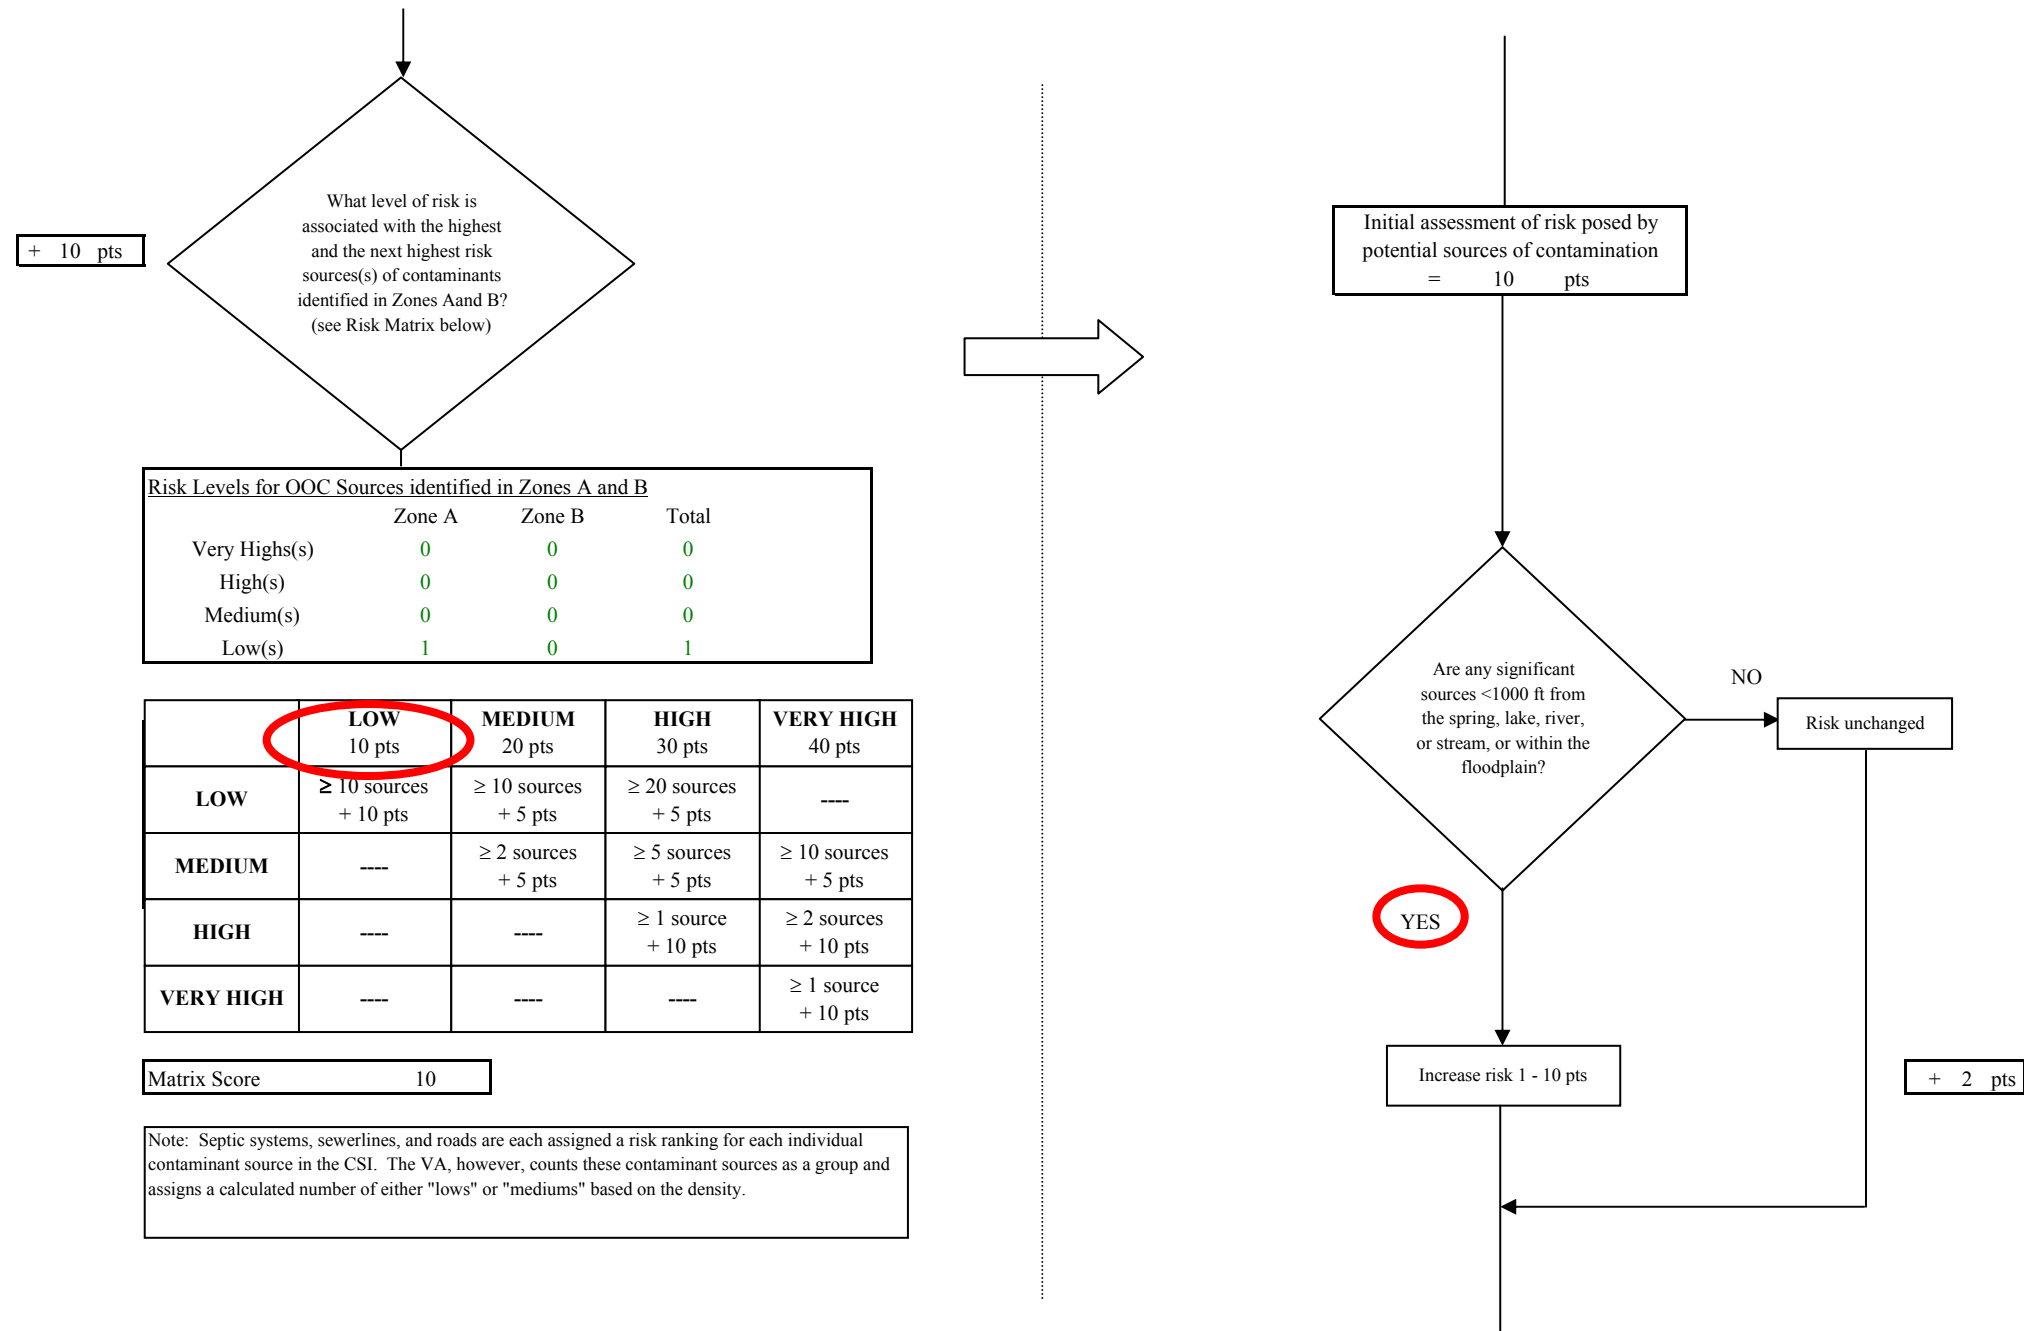 + 10 pts
What level of risk is
associated with the highest
and the next highest risk
sources(s) of contaminants
identified in Zones Aand B?
(see Risk Matrix below)
Risk Levels for OOC Sources identified in Zones A and B
Zone A Zone B Total
Very Highs(s) 0 0 0
High(s) 0 0 0
Medium(s) 0 0 0
Low(s) 1 0 1
LOW MEDIUM HIGH VERY HIGH
10 pts 20 pts 30 pts 40 pts
LOW ≥ 10 sources ≥ 10 sources ≥ 20 sources ----
+ 10 pts + 5 pts + 5 pts
MEDIUM ---- ≥ 2 sources ≥ 5 sources ≥ 10 sources
+ 5 pts + 5 pts + 5 pts
HIGH ---- ---- ≥ 1 source ≥ 2 sources
+ 10 pts + 10 pts
VERY HIGH ---- ---- ---- ≥ 1 source
+ 10 pts
Matrix Score 10
Note: Septic systems, sewerlines, and roads are each assigned a risk ranking for each individual
contaminant source in the CSI. The VA, however, counts these contaminant sources as a group and
assigns a calculated number of either "lows" or "mediums" based on the density.
Initial assessment of risk posed by
potential sources of contamination
= 10 pts
Are any significant
sources <1000 ft from
the spring, lake, river,
or stream, or within the
floodplain?
NO
Risk unchanged
YES
Increase risk 1 - 10 pts
+ 2 pts